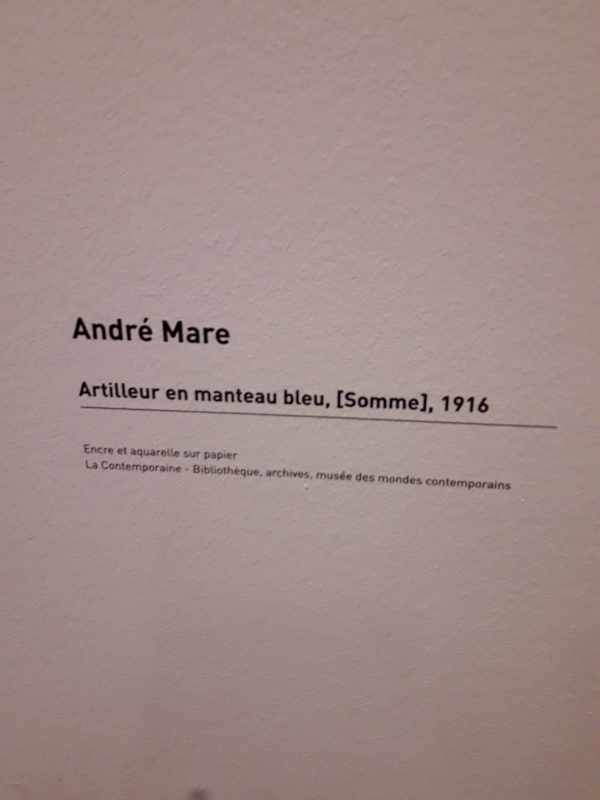 André Mare
Artilleur en manteau bleu, [Somme], 1916
Encre et aquarelle sur papier
La Contemporaine - Bibliothèque, archives, musée des mondes contemporains